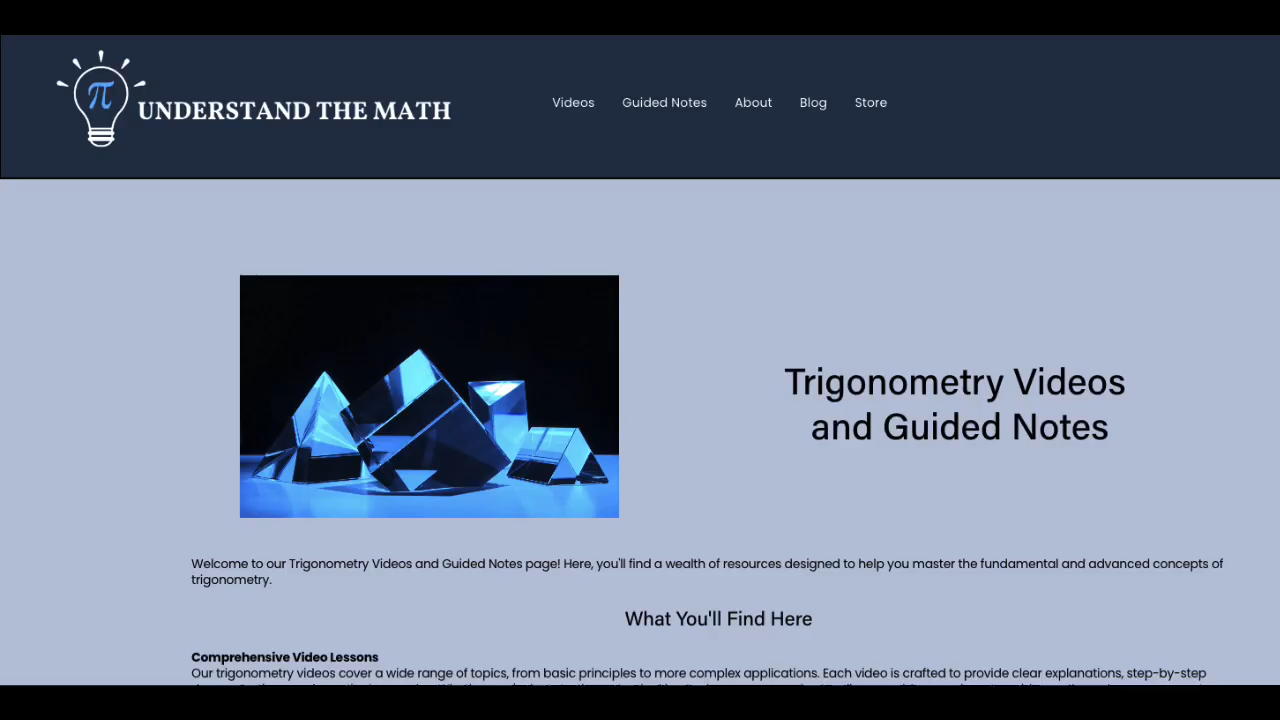 π UNDERSTAND THE MATH
Videos Guided Notes About Blog Store
Trigonometry Videos
and Guided Notes
Welcome to our Trigonometry Videos and Guided Notes page! Here, you'll find a wealth of resources designed to help you master the fundamental and advanced concepts of
trigonometry.
What You'll Find Here
Comprehensive Video Lessons
Our trigonometry videos cover a wide range of topics, from basic principles to more complex applications. Each video is crafted to provide clear explanations, step-by-step